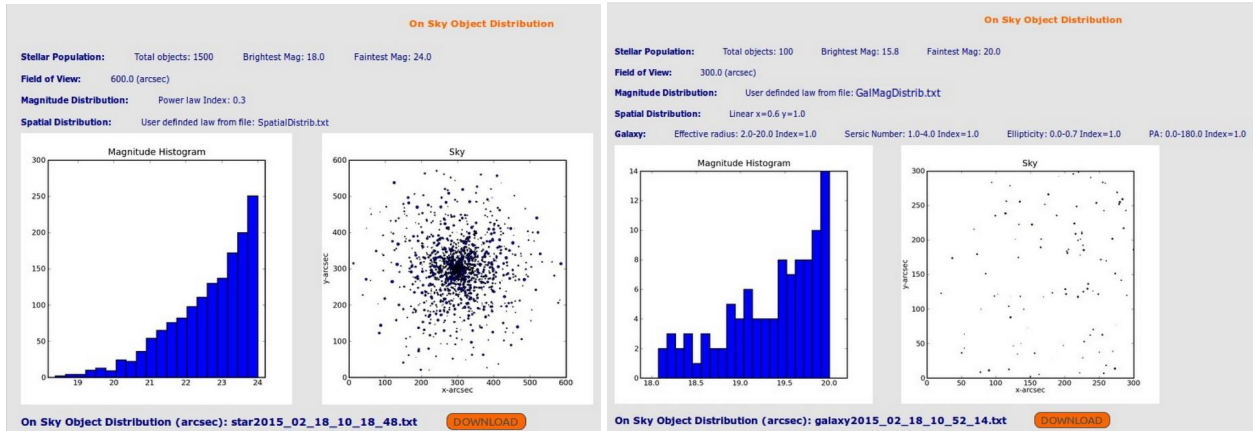 On Sky Object Distribution
Stellar Population: Total objects: 1500 Brightest Mag: 18.0 Faintest Mag: 24.0
Field of View: 600.0 (arcsec)
Magnitude Distribution: Power law Index: 0.3
Spatial Distribution: User definded law from file: SpatialDistrib.txt
Magnitude Histogram
300
250
200
150
100
50
0
19 20 21 22 23 24
Sky
600
500
400
300
200
100
0
y-arcsec
0 100 200 300 400 500 600
x-arcsec
On Sky Object Distribution (arcsec): star2015_02_18_10_18_48.txt DOWNLOAD
On Sky Object Distribution
Stellar Population: Total objects: 100 Brightest Mag: 15.8 Faintest Mag: 20.0
Field of View: 300.0 (arcsec)
Magnitude Distribution: User definded law from file: GalMagDistrib.txt
Spatial Distribution: Linear x=0.6 y=1.0
Galaxy: Effective radius: 2.0-20.0 Index=1.0 Sersic Number: 1.0-4.0 Index=1.0 Ellipticity: 0.0-0.7 Index=1.0 PA: 0.0-180.0 Index=1.0
Magnitude Histogram
14
12
10
8
6
4
2
0
18.0 18.5 19.0 19.5 20.0
Sky
300
250
200
150
100
50
0
y-arcsec
0 50 100 150 200 250 300
x-arcsec
On Sky Object Distribution (arcsec): galaxy2015_02_18_10_52_14.txt DOWNLOAD